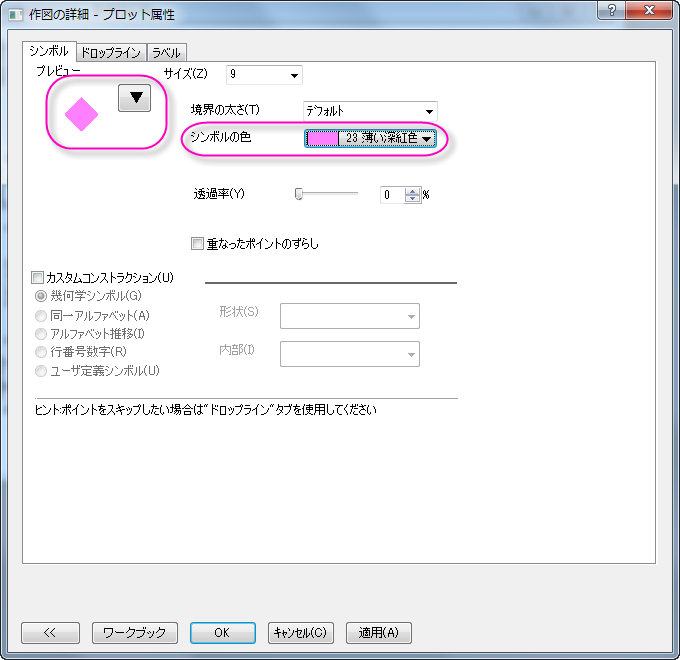 作図の詳細 - プロット属性
シンボル ドロップライン ラベル
プレビュー サイズ(Z) 9
境界の太さ(T) デフォルト
シンボルの色 23 薄い深紅色
透過率(Y) 0 %
重なったポイントのずらし
カスタムコンストラクション(U)
幾何学シンボル(G)
同一アルファベット(A)
アルファベット推移(I)
行番号数字(R)
ユーザ定義シンボル(U)
形状(S)
内部(I)
ヒント:ポイントをスキップしたい場合は"ドロップライン"タブを使用してください
<< ワークブック OK キャンセル(C) 適用(A)